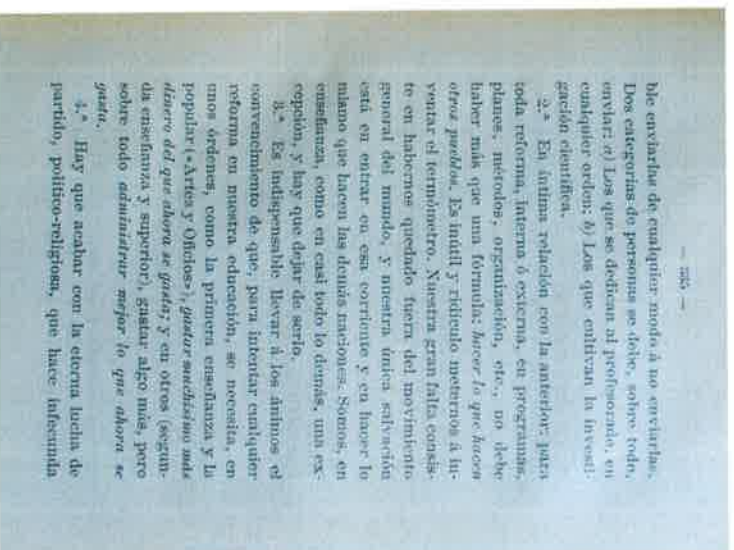 — 335 —
ble enviarlas de cualquier modo á no enviarlas.
Dos categorías de personas se debe, sobre todo,
enviar: a) Los que se dedican al profesorado; en
cualquier orden; b) Los que cultivan la investi-
gación científica.
2.ª En íntima relación con la anterior: para
toda reforma, interna ó externa, en programas,
planes, métodos, organización, etc., no debe
haber más que una fórmula: hacer lo que hacen
otros pueblos. Es inútil y ridículo meternos á in-
ventar el termómetro. Nuestra gran falta consis-
te en habernos quedado fuera del movimiento
general del mundo, y nuestra única salvación
está en entrar en esa corriente y en hacer lo
mismo que hacen las demás naciones. Somos, en
enseñanza, como en casi todo lo demás, una ex-
cepción, y hay que dejar de serlo.
3.ª Es indispensable llevar á los ánimos el
convencimiento de que, para intentar cualquier
reforma en nuestra educación, se necesita, en
unos órdenes, como la primera enseñanza y la
popular («Artes y Oficios»), gastar muchísimo más
dinero del que ahora se gasta, y en otros (segun-
da enseñanza y superior), gastar algo más, pero
sobre todo administrar mejor lo que ahora se
gasta.
4.ª Hay que acabar con la eterna lucha de
partido, político-religiosa, que hace infecunda